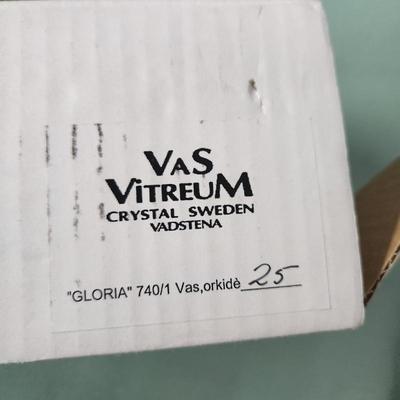 VAS
VITREUM
CRYSTAL SWEDEN
VADSTENA
"GLORIA" 740/1 Vas,orkidè 25